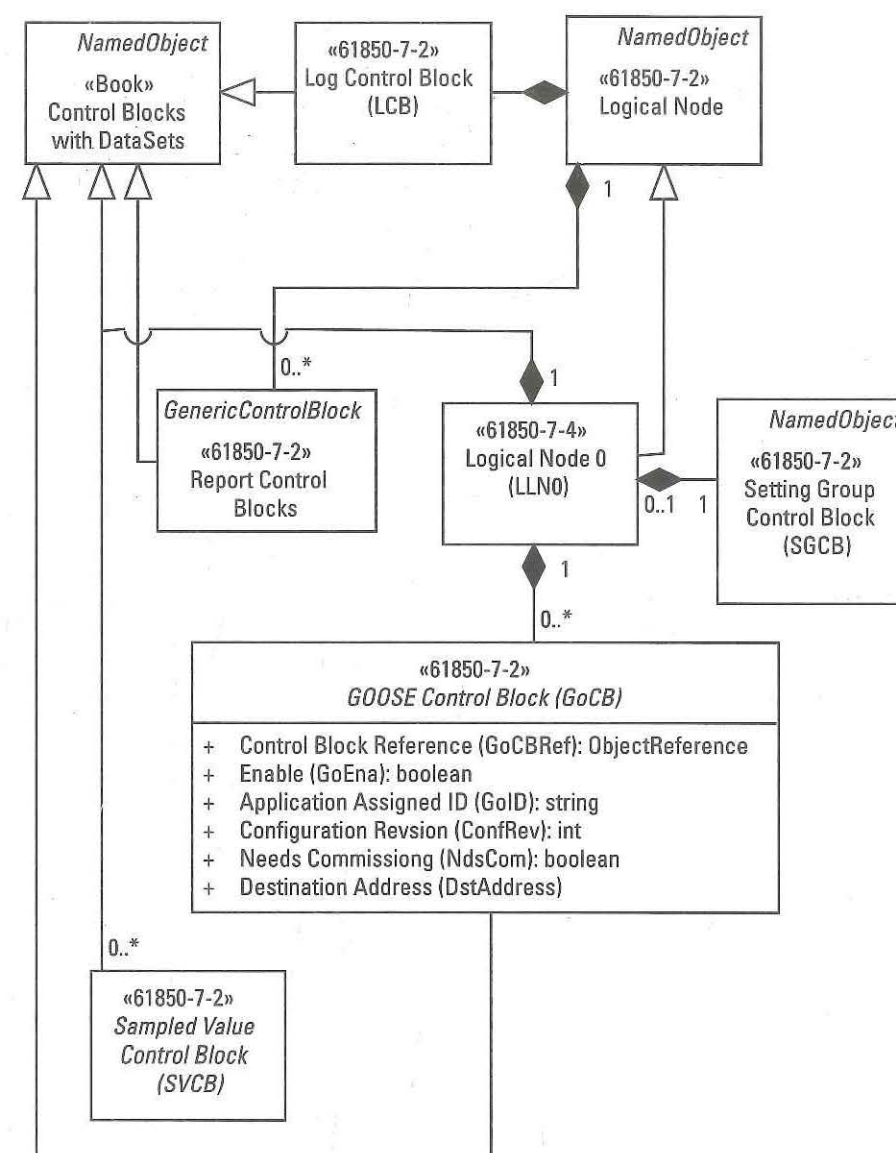 NamedObject
«Book»
Control Blocks
with DataSets
«61850-7-2»
Log Control Block
(LCB)
NamedObject
«61850-7-2»
Logical Node
1
0..*
GenericControlBlock
«61850-7-2»
Report Control
Blocks
1
«61850-7-4»
Logical Node 0
(LLN0)
0..1
1
NamedObject
«61850-7-2»
Setting Group
Control Block
(SGCB)
1
0..*
«61850-7-2»
GOOSE Control Block (GoCB)
+ Control Block Reference (GoCBRef): ObjectReference
+ Enable (GoEna): boolean
+ Application Assigned ID (GoID): string
+ Configuration Revsion (ConfRev): int
+ Needs Commissiong (NdsCom): boolean
+ Destination Address (DstAddress)
0..*
«61850-7-2»
Sampled Value
Control Block
(SVCB)